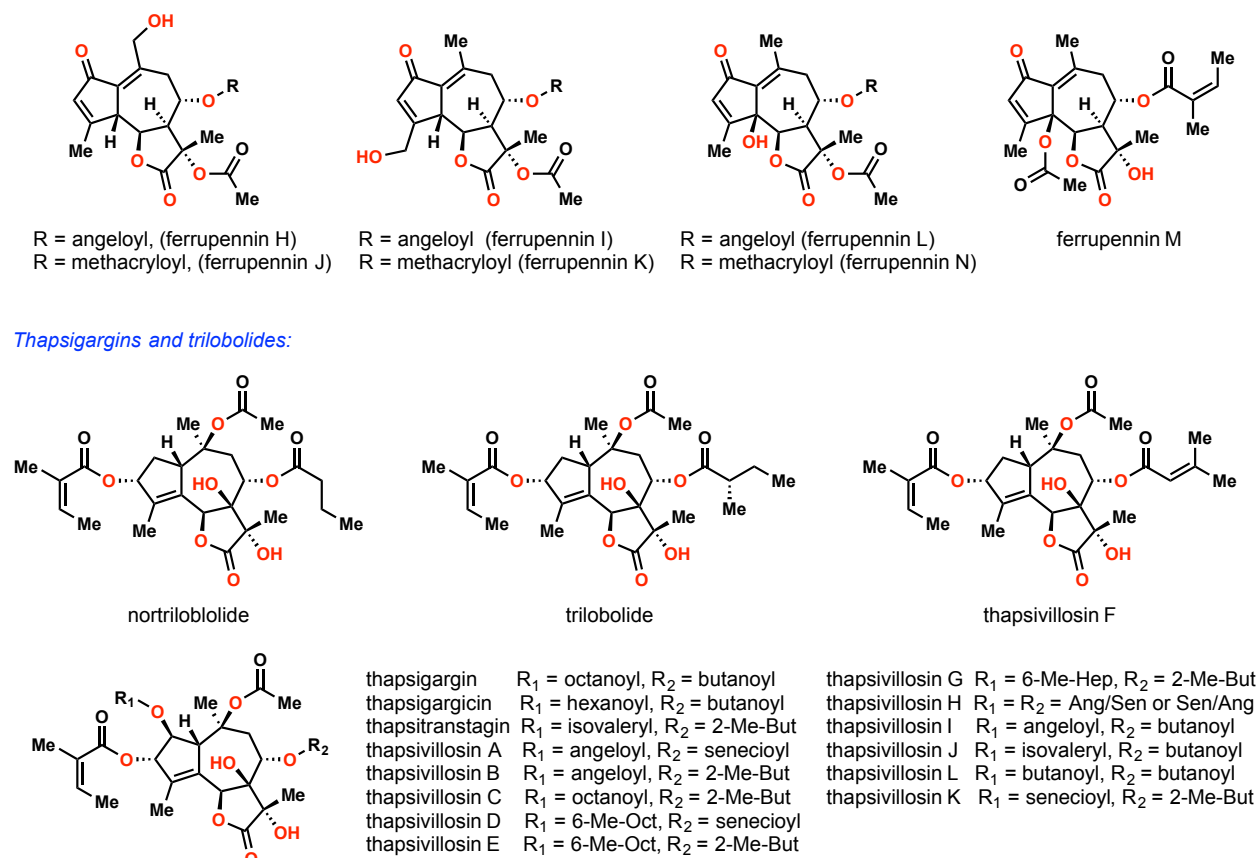 R = angeloyl, (ferrupennin H)
R = methacryloyl, (ferrupennin J)
R = angeloyl (ferrupennin I)
R = methacryloyl (ferrupennin K)
R = angeloyl (ferrupennin L)
R = methacryloyl (ferrupennin N)
ferrupennin M
Thapsigargins and trilobolides:
nortriloblolide
trilobolide
thapsivillosin F
thapsigargin R1 = octanoyl, R2 = butanoyl
thapsigargicin R1 = hexanoyl, R2 = butanoyl
thapsitranstagin R1 = isovaleryl, R2 = 2-Me-But
thapsivillosin A R1 = angeloyl, R2 = senecioyl
thapsivillosin B R1 = angeloyl, R2 = 2-Me-But
thapsivillosin C R1 = octanoyl, R2 = 2-Me-But
thapsivillosin D R1 = 6-Me-Oct, R2 = senecioyl
thapsivillosin E R1 = 6-Me-Oct, R2 = 2-Me-But
thapsivillosin G R1 = 6-Me-Hep, R2 = 2-Me-But
thapsivillosin H R1 = R2 = Ang/Sen or Sen/Ang
thapsivillosin I R1 = angeloyl, R2 = butanoyl
thapsivillosin J R1 = isovaleryl, R2 = butanoyl
thapsivillosin L R1 = butanoyl, R2 = butanoyl
thapsivillosin K R1 = senecioyl, R2 = 2-Me-But